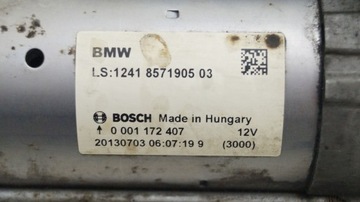 BMW
LS:1241 8571905 03
BOSCH Made in Hungary
0 001 172 407 12V
20130703 06:07:19 9 (3000)